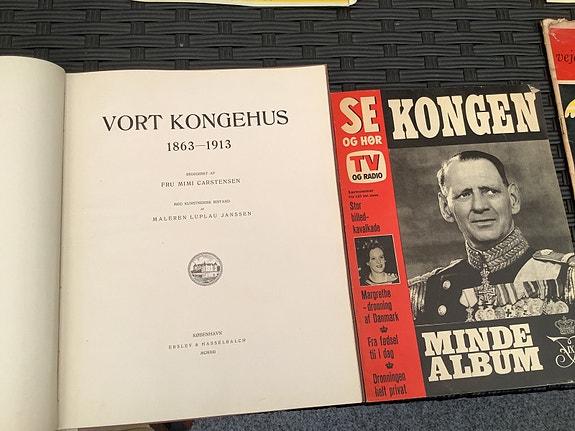 VORT KONGEHUS
1863—1913
REDIGERET AF
FRU MIMI CARSTENSEN
MED KUNSTNERISK BISTAND
AF
MALEREN LUPLAU JANSSEN
KØBENHAVN
ERSLEV & HASSELBALCH
SE
OG HØR
TV
OG RADIO
Stor
billed-
kavalkade
Margrethe
- dronning
af Danmark
Fra fødsel
til i dag
Dronningen
helt privat
KONGEN
MINDE
ALBUM